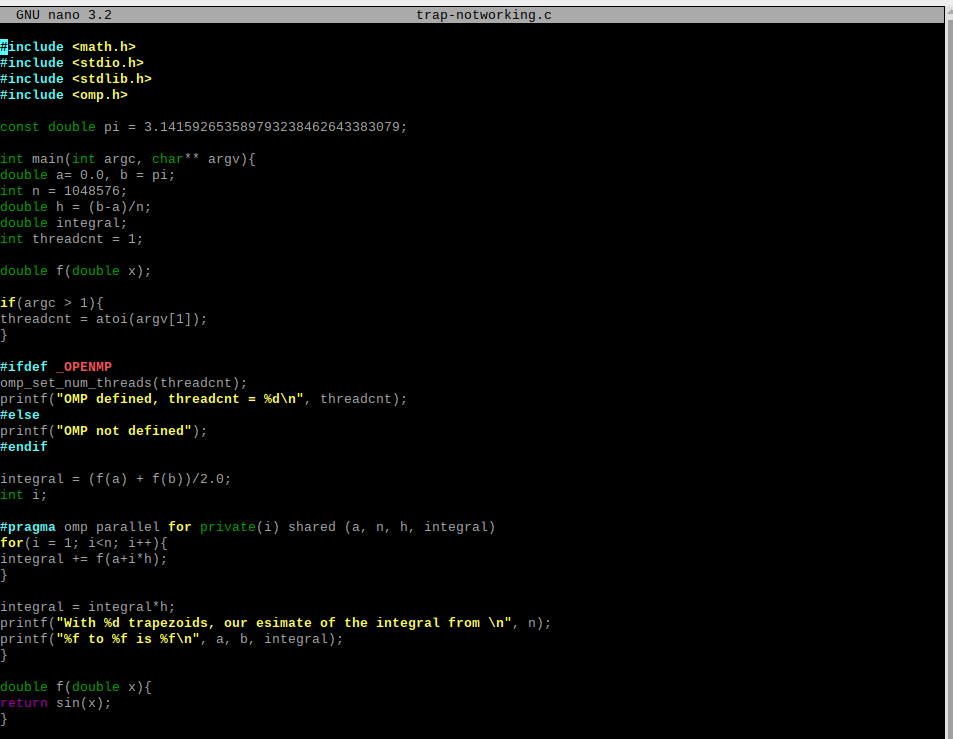 GNU nano 3.2 trap-notworking.c
#include <math.h>
#include <stdio.h>
#include <stdlib.h>
#include <omp.h>
const double pi = 3.141592653589793238462643383079;
int main(int argc, char** argv){
double a= 0.0, b = pi;
int n = 1048576;
double h = (b-a)/n;
double integral;
int threadcnt = 1;
double f(double x);
if(argc > 1){
threadcnt = atoi(argv[1]);
}
#ifdef _OPENMP
omp_set_num_threads(threadcnt);
printf("OMP defined, threadcnt = %d\n", threadcnt);
#else
printf("OMP not defined");
#endif
integral = (f(a) + f(b))/2.0;
int i;
#pragma omp parallel for private(i) shared (a, n, h, integral)
for(i = 1; i<n; i++){
integral += f(a+i*h);
}
integral = integral*h;
printf("With %d trapezoids, our esimate of the integral from \n", n);
printf("%f to %f is %f\n", a, b, integral);
}
double f(double x){
return sin(x);
}